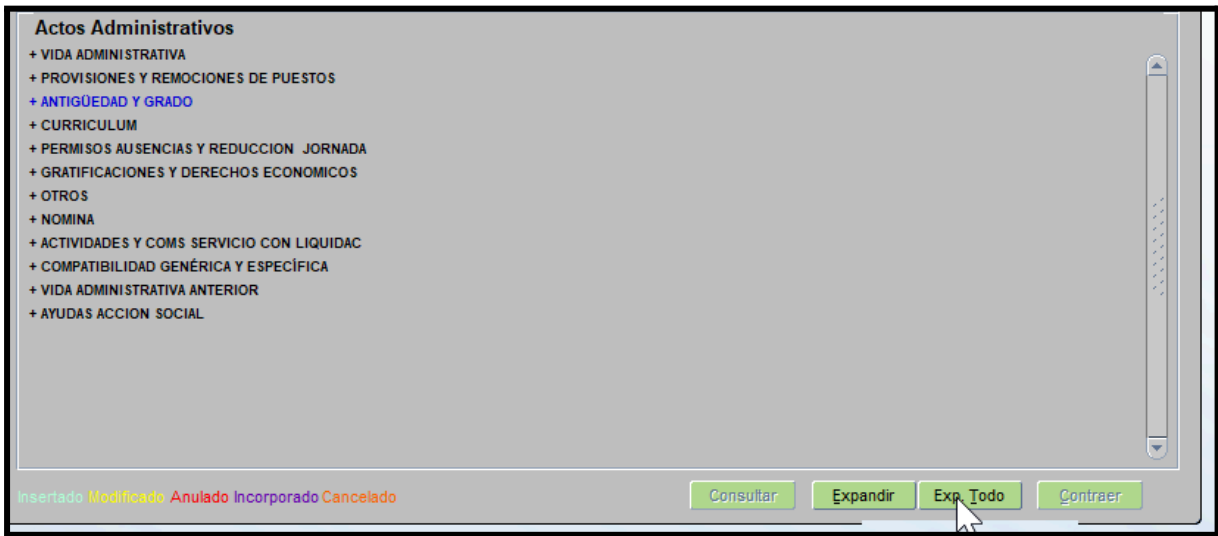 Actos Administrativos
+ VIDA ADMINISTRATIVA
+ PROVISIONES Y REMOCIONES DE PUESTOS
+ ANTIGÜEDAD Y GRADO
+ CURRICULUM
+ PERMISOS AUSENCIAS Y REDUCCION JORNADA
+ GRATIFICACIONES Y DERECHOS ECONOMICOS
+ OTROS
+ NOMINA
+ ACTIVIDADES Y COMS SERVICIO CON LIQUIDAC
+ COMPATIBILIDAD GENÉRICA Y ESPECÍFICA
+ VIDA ADMINISTRATIVA ANTERIOR
+ AYUDAS ACCION SOCIAL
Insertado Modificado Anulado Incorporado Cancelado Consultar Expandir Exp. Todo Contraer